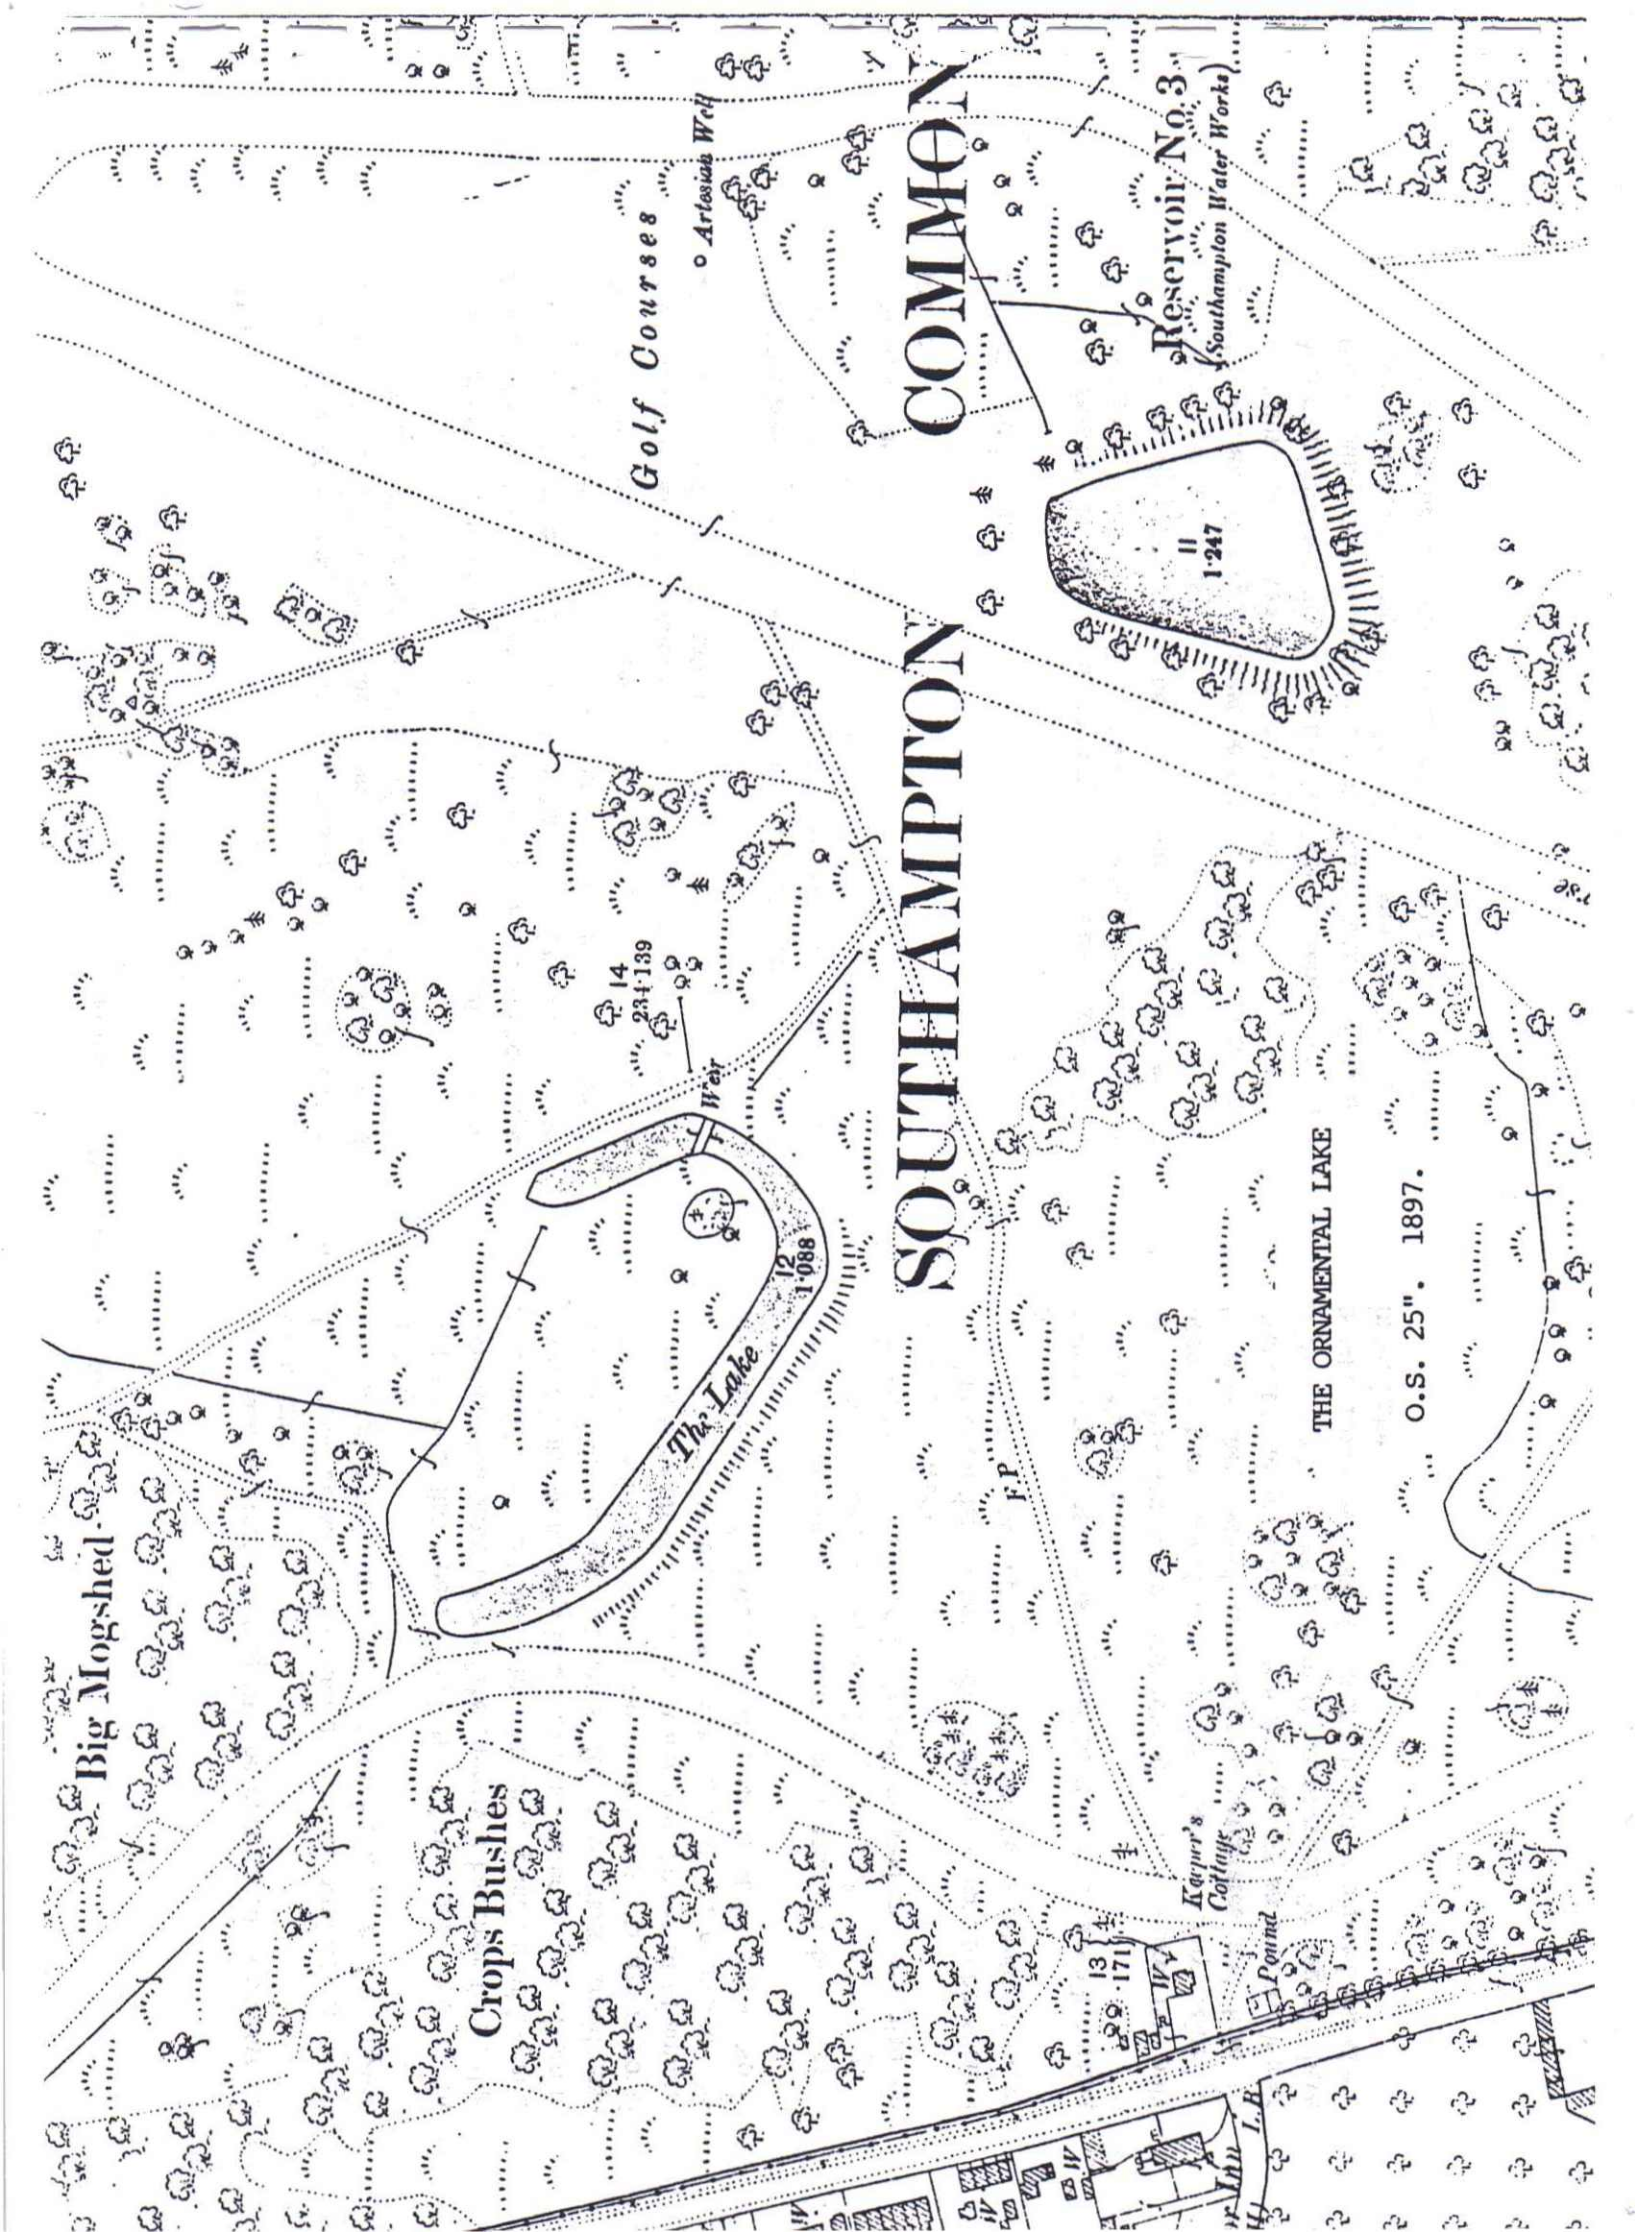 Big Mogshed
Crops Bushes
Golf Courses
Artesian Well
14
234·139
Weir
The Lake
12
1·088
SOUTHAMPTON COMMON
F.P
Reservoir No. 3
(Southampton Water Works)
11
1·247
13
·171
W
Keeper's
Cottage
Pound
THE ORNAMENTAL LAKE
O.S. 25". 1897.
W
W
W
Inn
L.B